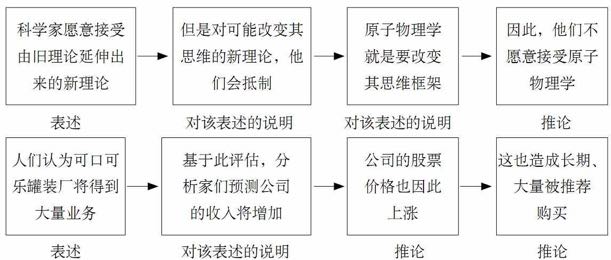 科学家愿意接受
由旧理论延伸出
来的新理论
但是对可能改变其
思维的新理论，他
们会抵制
原子物理学
就是要改变
其思维框架
因此，他们不
愿意接受原子
物理学
表述
对该表述的说明
对该表述的说明
推论
人们认为可口可
乐罐装厂将得到
大量业务
基于此评估，分
析家们预测公司
的收入将增加
公司的股票
价格也因此
上涨
这也造成长期、
大量被推荐
购买
表述
对该表述的说明
推论
推论